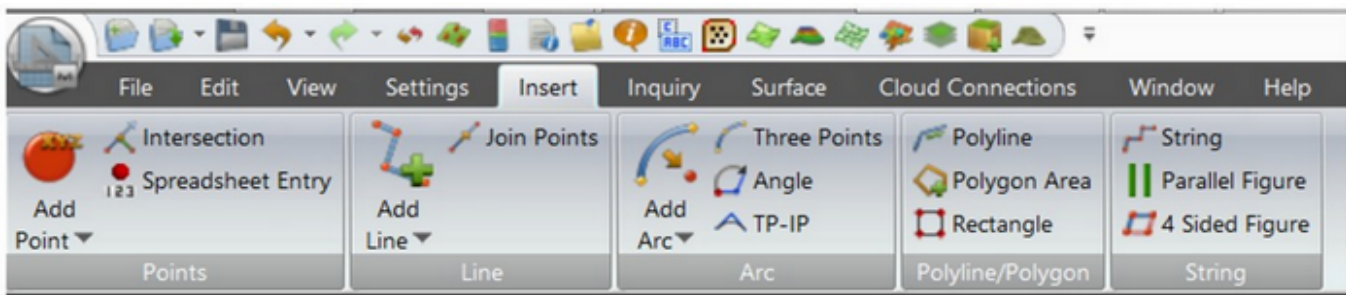 File Edit View Settings Insert Inquiry Surface Cloud Connections Window Help
Add
Point
Intersection
Spreadsheet Entry
Points
Add
Line
Join Points
Line
Add
Arc
Three Points
Angle
TP-IP
Arc
Polyline
Polygon Area
Rectangle
Polyline/Polygon
String
Parallel Figure
4 Sided Figure
String